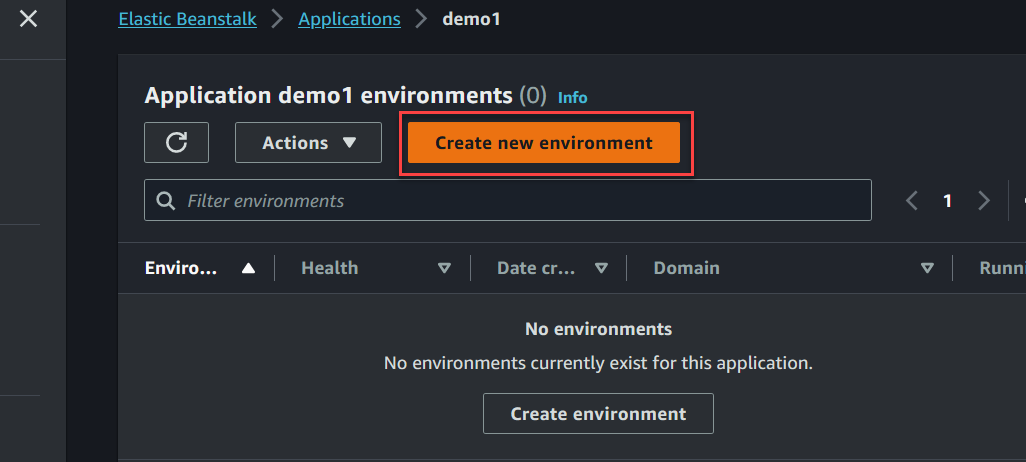 Elastic Beanstalk > Applications > demo1
Application demo1 environments (0) Info
Actions Create new environment
Filter environments 1
Enviro... Health Date cr... Domain Runni
No environments
No environments currently exist for this application.
Create environment